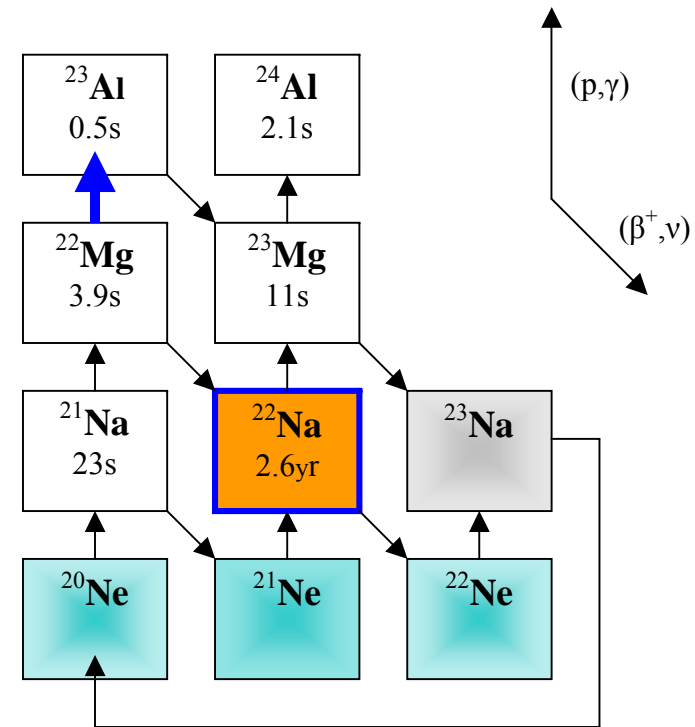 ²³Al
0.5s
²⁴Al
2.1s
(p,γ)
(β⁺,ν)
²²Mg
3.9s
²³Mg
11s
²¹Na
23s
²²Na
2.6yr
²³Na
²⁰Ne
²¹Ne
²²Ne